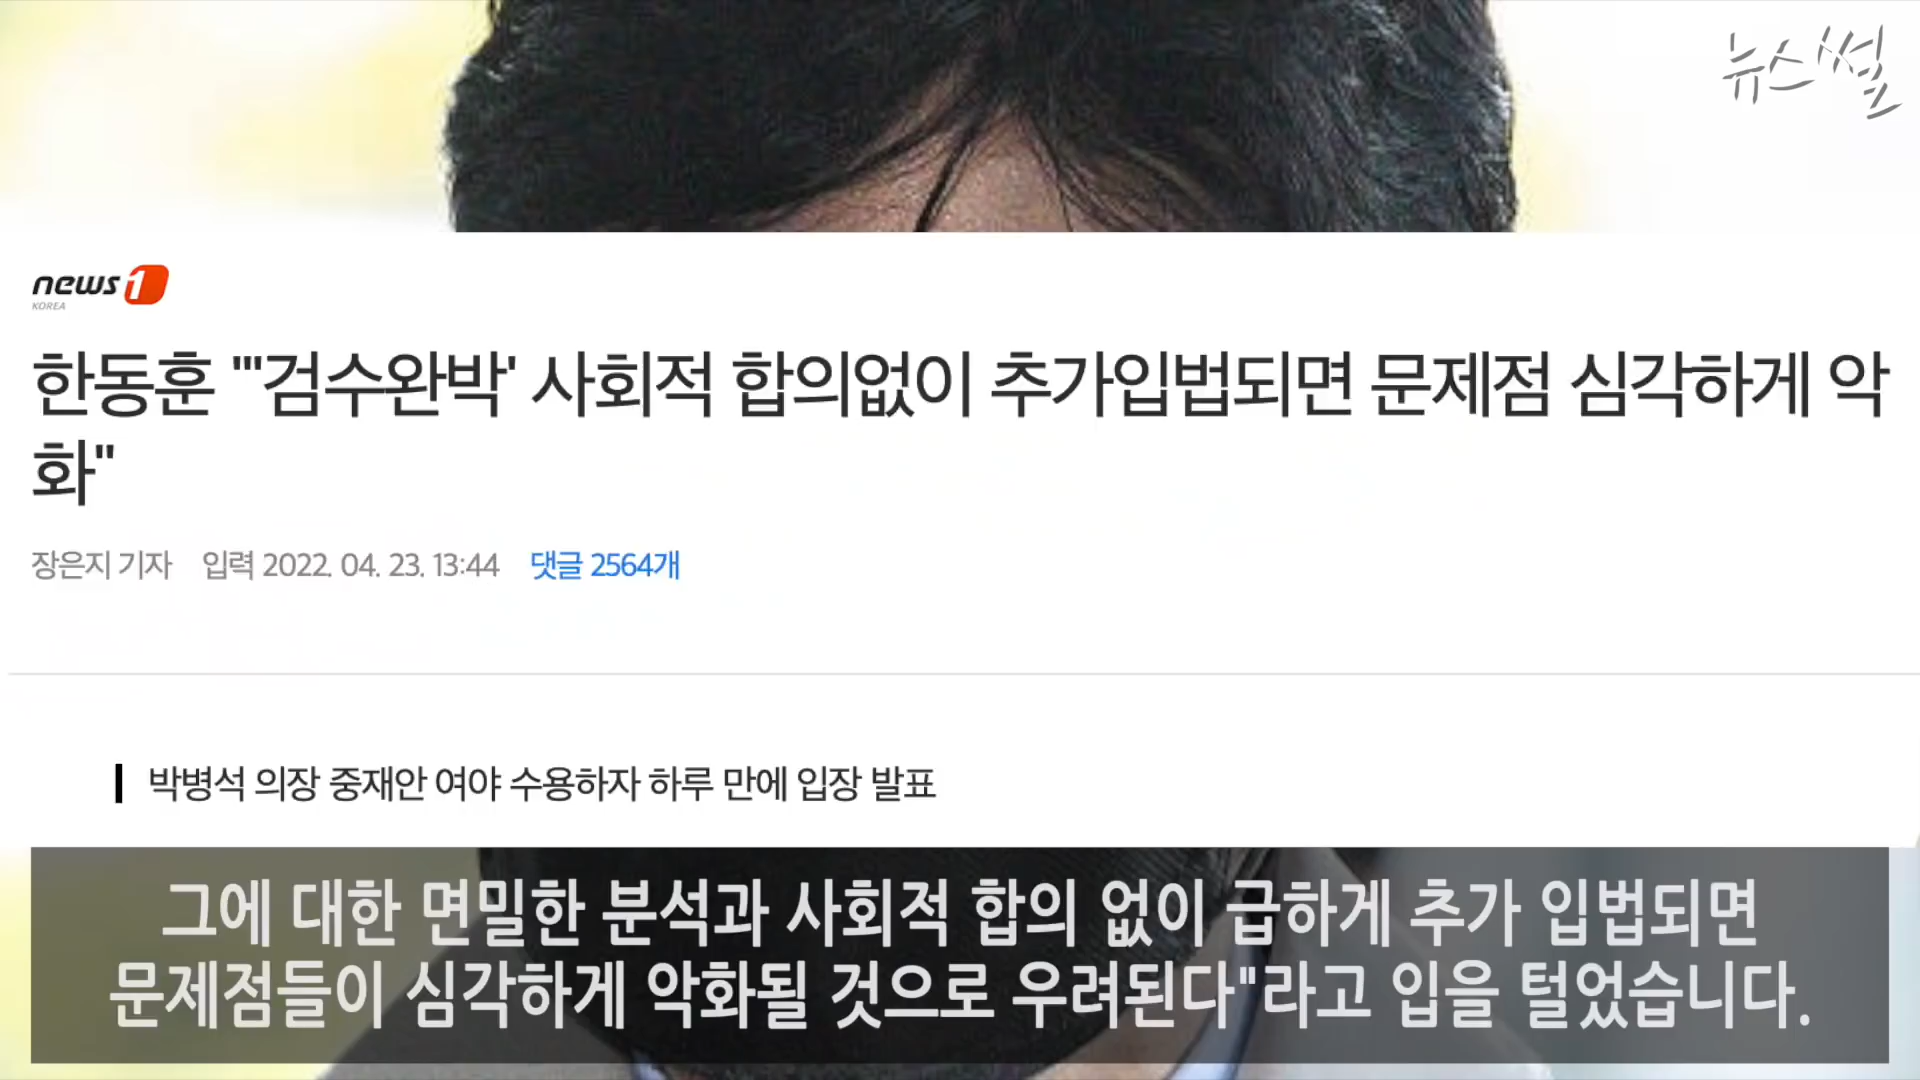 뉴스썰
news1
KOREA
한동훈 "'검수완박' 사회적 합의없이 추가입법되면 문제점 심각하게 악
화"
장은지 기자 입력 2022. 04. 23. 13:44 댓글 2564개
박병석 의장 중재안 여야 수용하자 하루 만에 입장 발표
그에 대한 면밀한 분석과 사회적 합의 없이 급하게 추가 입법되면
문제점들이 심각하게 악화될 것으로 우려된다"라고 입을 털었습니다.